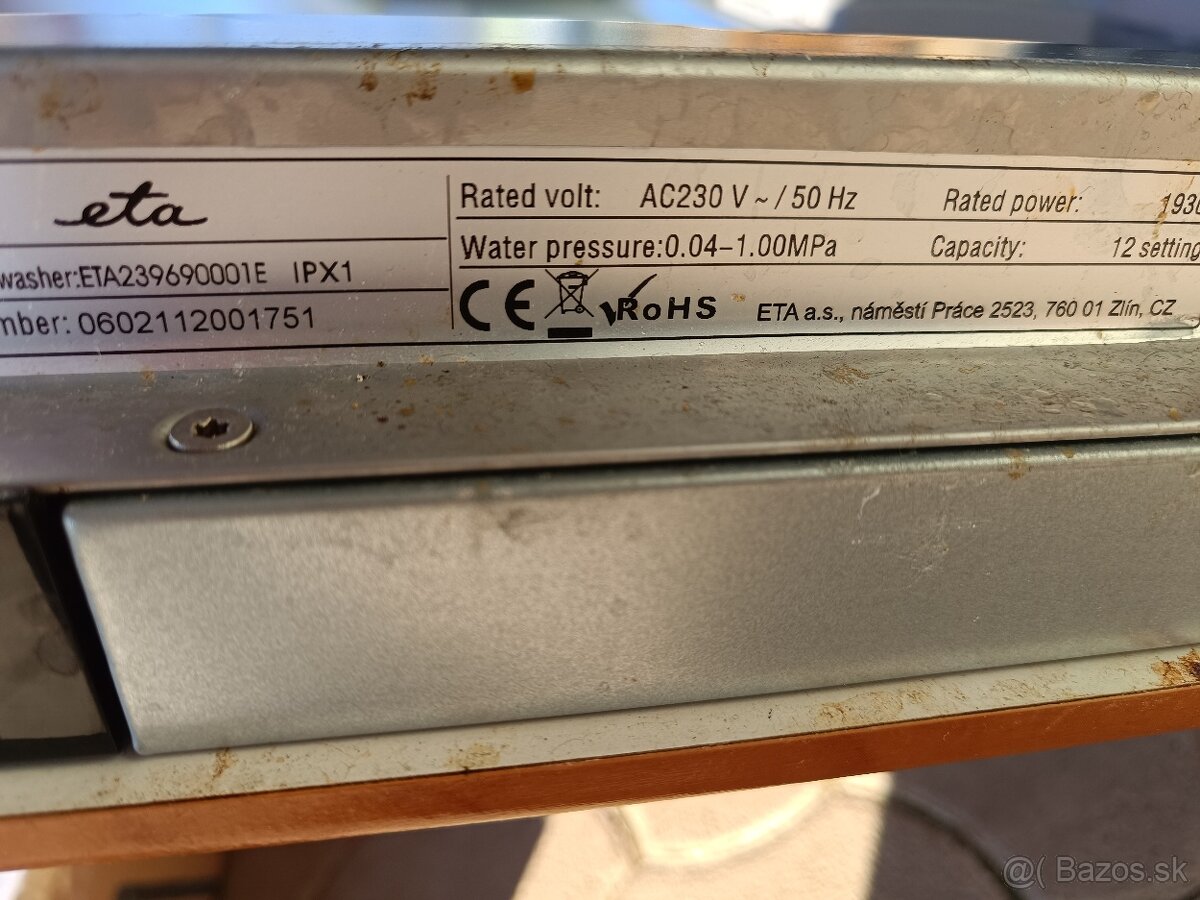 eta
washer:ETA239690001E IPX1
mber: 0602112001751
Rated volt: AC230 V ~ / 50 Hz Rated power: 193
Water pressure:0.04-1.00MPa Capacity: 12 setting
CE RoHS ETA a.s., náměstí Práce 2523, 760 01 Zlín, CZ
@( Bazos.sk